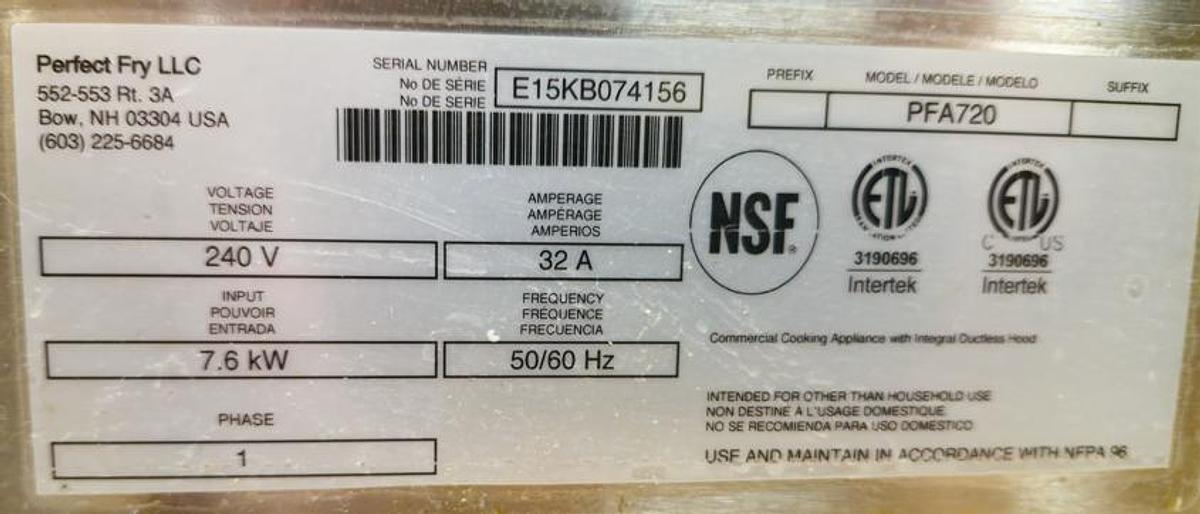 Perfect Fry LLC
552-553 Rt. 3A
Bow, NH 03304 USA
(603) 225-6684
SERIAL NUMBER
No DE SÉRIE
No DE SERIE
E15KB074156
PREFIX
MODEL / MODELE / MODELO
SUFFIX
PFA720
VOLTAGE
TENSION
VOLTAJE
240 V
AMPERAGE
AMPÉRAGE
AMPERIOS
32 A
INPUT
POUVOIR
ENTRADA
7.6 kW
FREQUENCY
FRÉQUENCE
FRECUENCIA
50/60 Hz
PHASE
1
NSF®
INTERTEK
ETL
3190696
Intertek
INTERTEK
ETL
C US
3190696
Intertek
Commercial Cooking Appliance with Integral Ductless Hood
INTENDED FOR OTHER THAN HOUSEHOLD USE
NON DESTINÉ À L'USAGE DOMESTIQUE
NO SE RECOMIENDA PARA USO DOMESTICO
USE AND MAINTAIN IN ACCORDANCE WITH NFPA 96